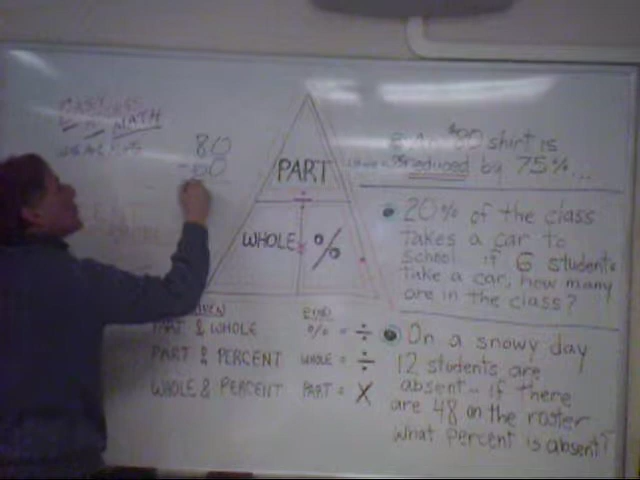 MATH
80
- 60
PART
WHOLE
%
shirt is
reduced by 75%...
20% of the class
takes a car to
school. if 6 students
take a car, how many
are in the class?
On a snowy day
12 students are
absent... if there
are 48 on the roster
what percent is absent?
GIVEN FIND
PART & WHOLE % = ÷
PART & PERCENT WHOLE = ÷
WHOLE & PERCENT PART = X